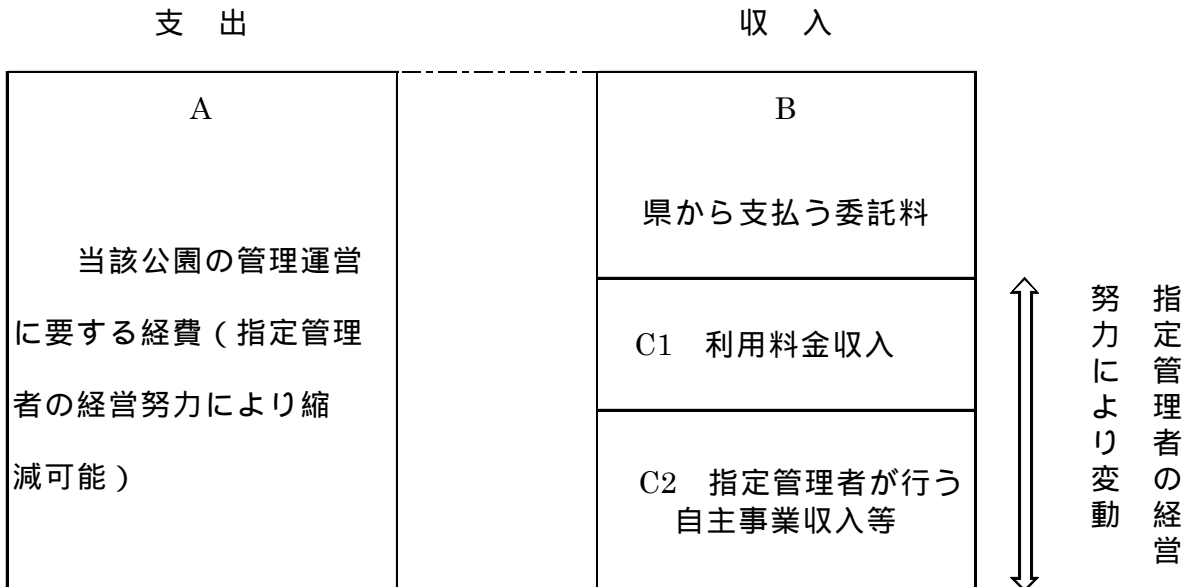 支 出
収 入
A
当該公園の管理運営
に要する経費(指定管理
者の経営努力により縮
減可能)
B
県から支払う委託料
C1 利用料金収入
C2 指定管理者が行う
自主事業収入等
指定管理者の経営
努力により変動